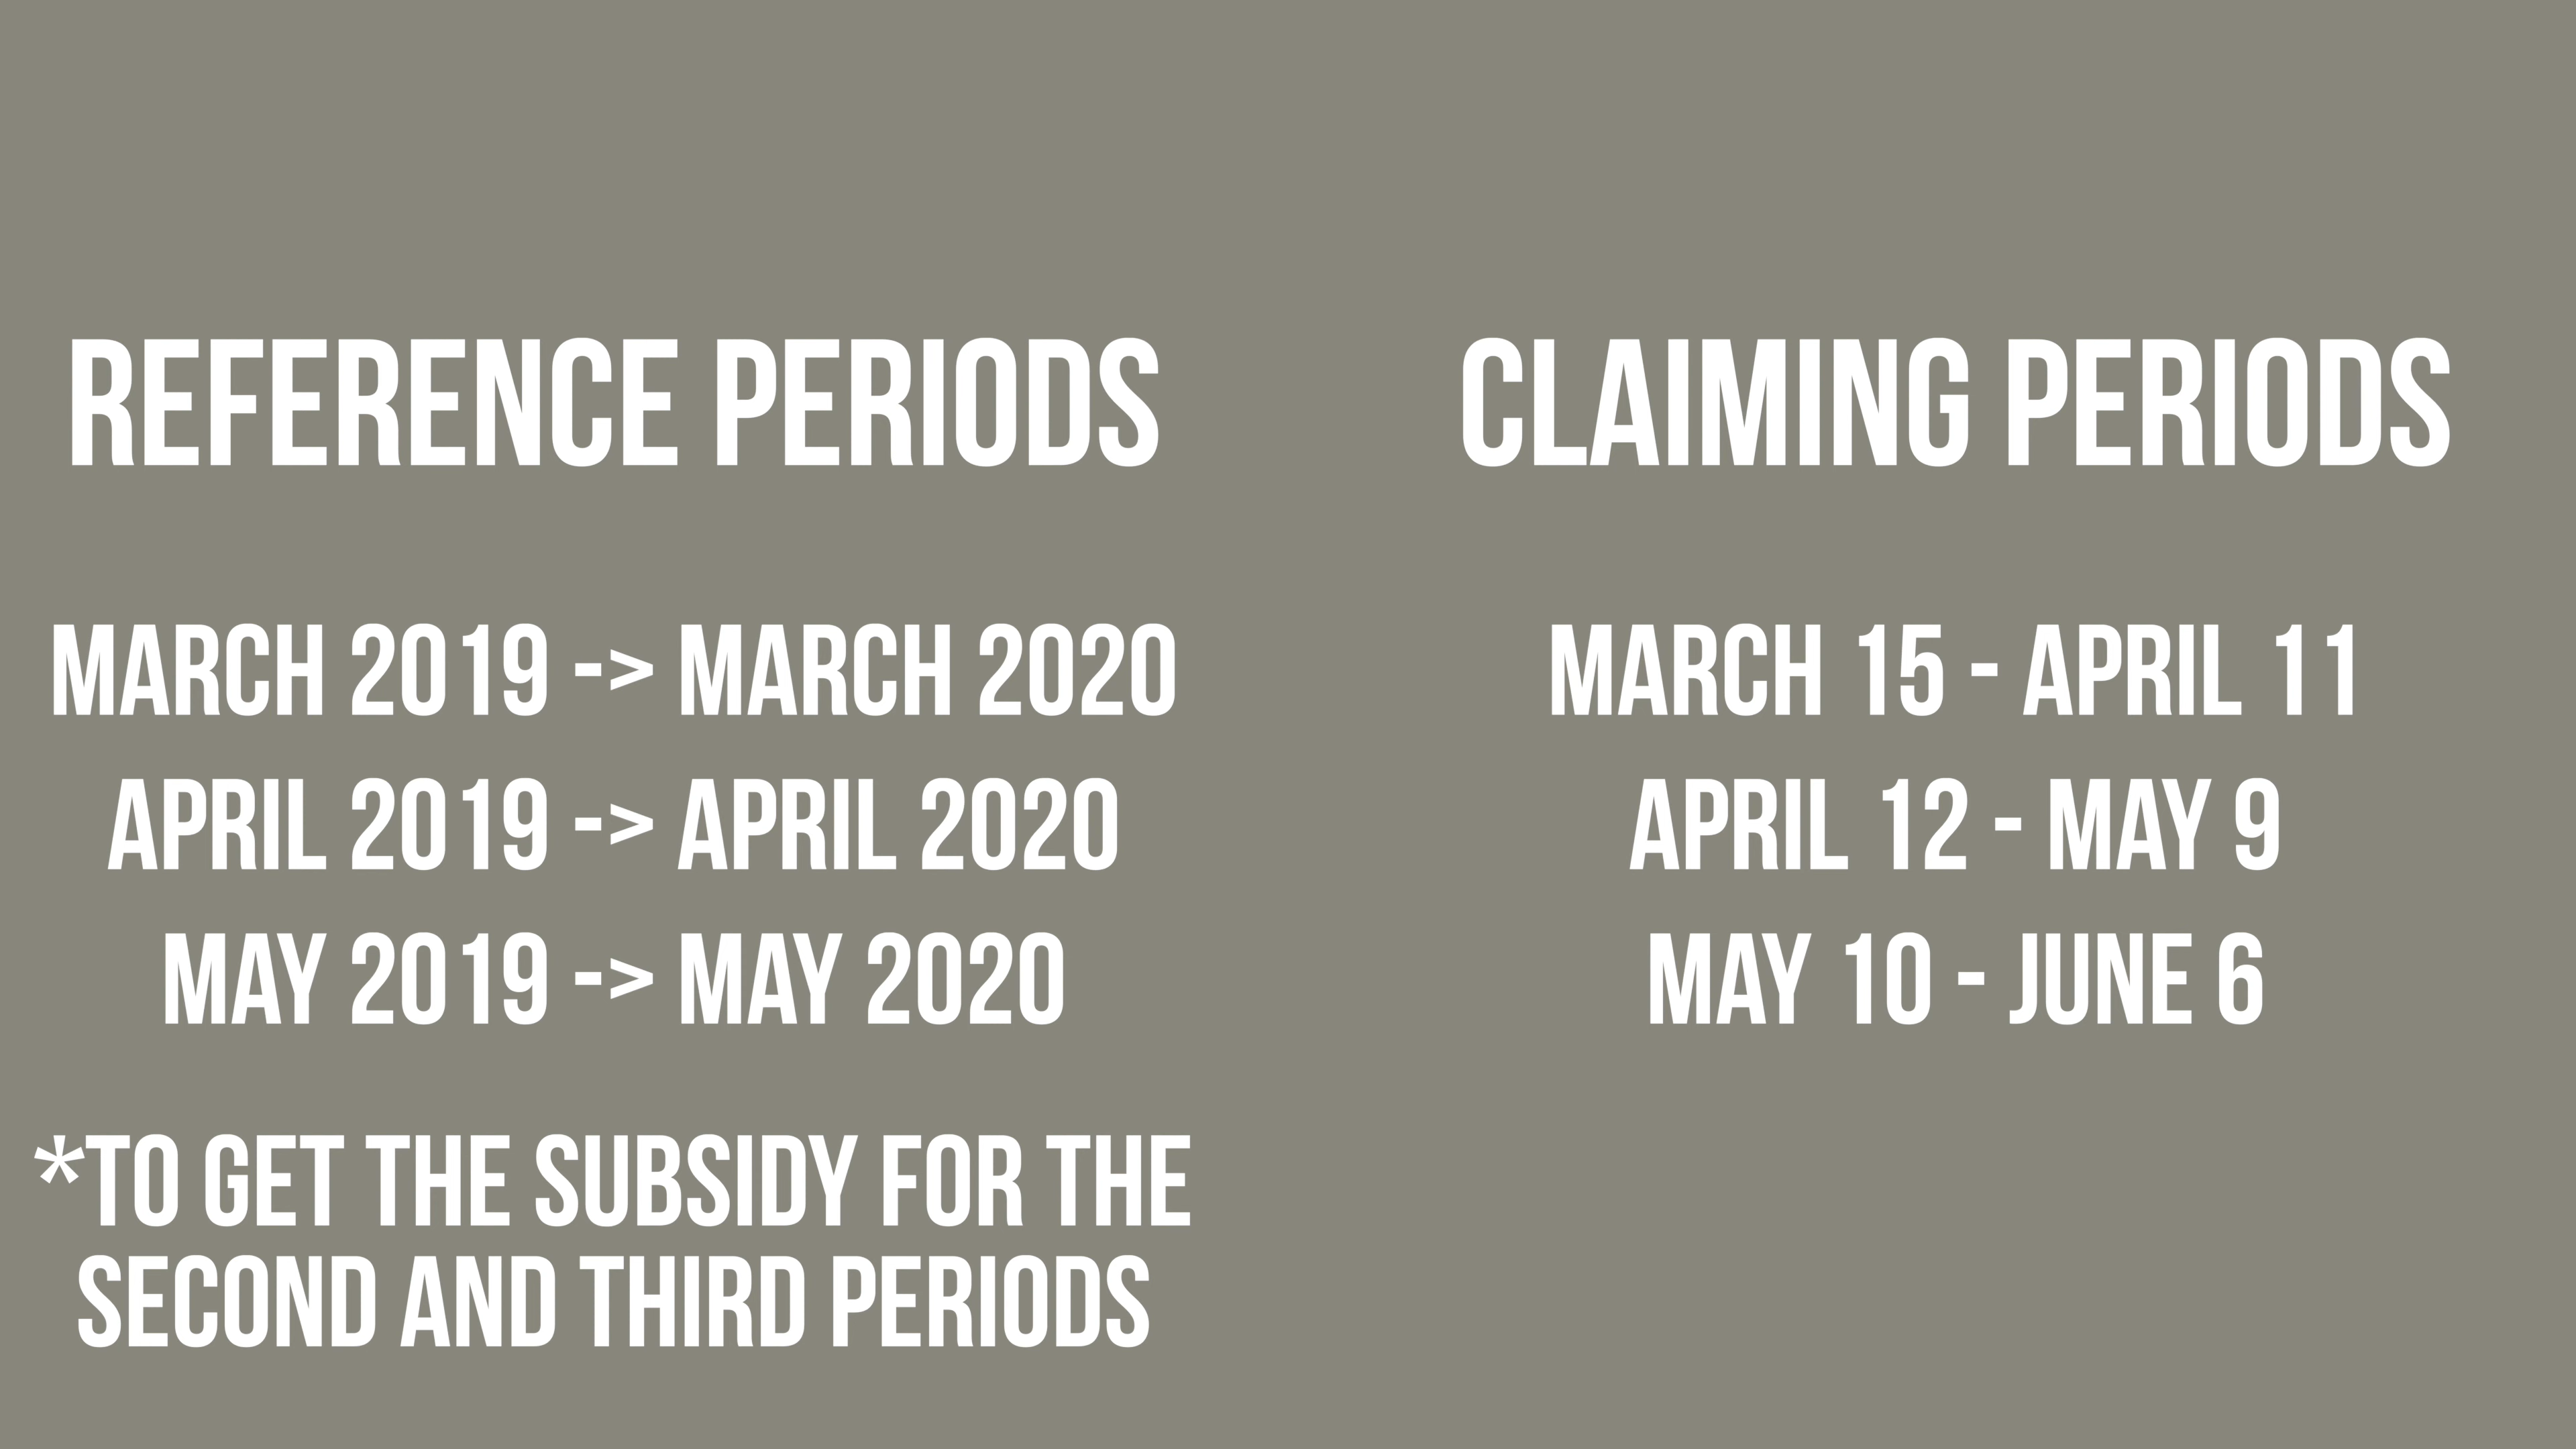 REFERENCE PERIODS
MARCH 2019 -> MARCH 2020
APRIL 2019 -> APRIL 2020
MAY 2019 -> MAY 2020
*TO GET THE SUBSIDY FOR THE
SECOND AND THIRD PERIODS
CLAIMING PERIODS
MARCH 15 - APRIL 11
APRIL 12 - MAY 9
MAY 10 - JUNE 6